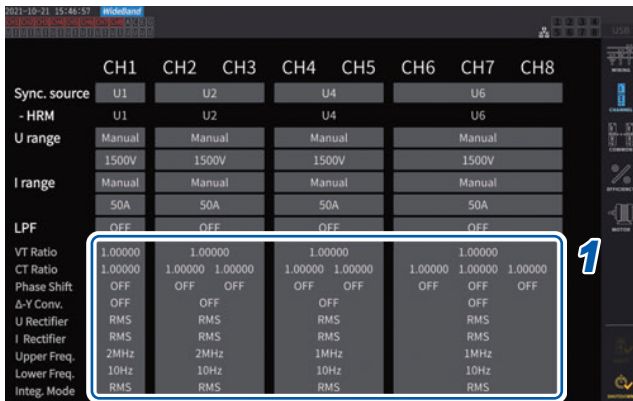 2021-10-21 15:46:57 WideBand
USB
CH1 CH2 CH3 CH4 CH5 CH6 CH7 CH8
Sync. source U1 U2 U4 U6
- HRM U1 U2 U4 U6
U range Manual Manual Manual Manual
1500V 1500V 1500V 1500V
I range Manual Manual Manual Manual
50A 50A 50A 50A
LPF OFF OFF OFF OFF
VT Ratio 1.00000 1.00000 1.00000 1.00000
CT Ratio 1.00000 1.00000 1.00000 1.00000 1.00000 1.00000 1.00000 1.00000
Phase Shift OFF OFF OFF OFF OFF OFF OFF OFF
Δ-Y Conv. OFF OFF OFF OFF
U Rectifier RMS RMS RMS RMS
I Rectifier RMS RMS RMS RMS
Upper Freq. 2MHz 2MHz 1MHz 1MHz
Lower Freq. 10Hz 10Hz 10Hz 10Hz
Integ. Mode RMS RMS RMS RMS
1
WIRING
CHANNEL
COMMON
EFFICIENCY
MOTOR